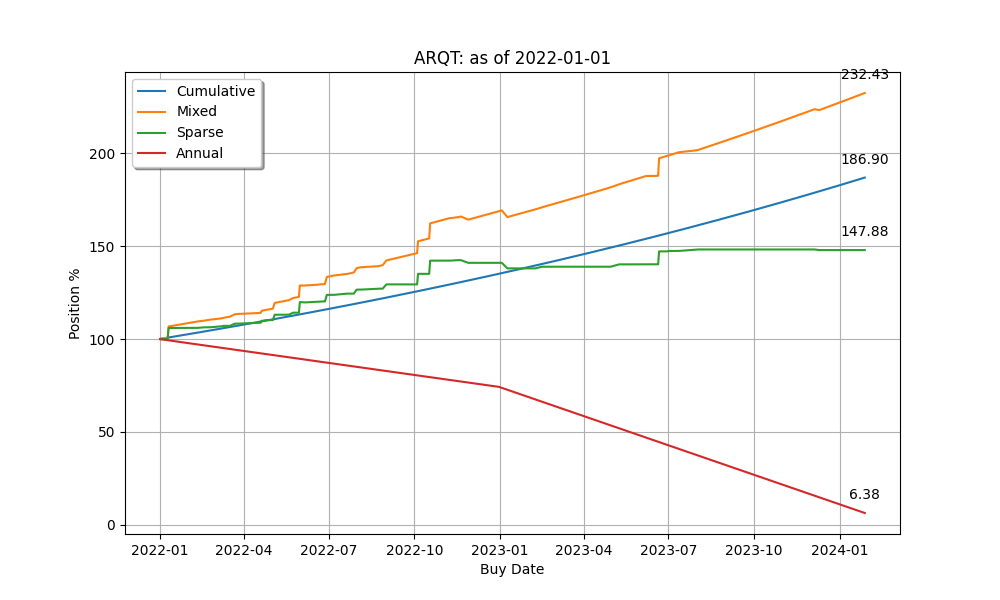 ARQT: as of 2022-01-01
Cumulative
Mixed
Sparse
Annual
232.43
186.90
147.88
6.38
Position %
200
150
100
50
0
2022-01
2022-04
2022-07
2022-10
2023-01
2023-04
2023-07
2023-10
2024-01
Buy Date